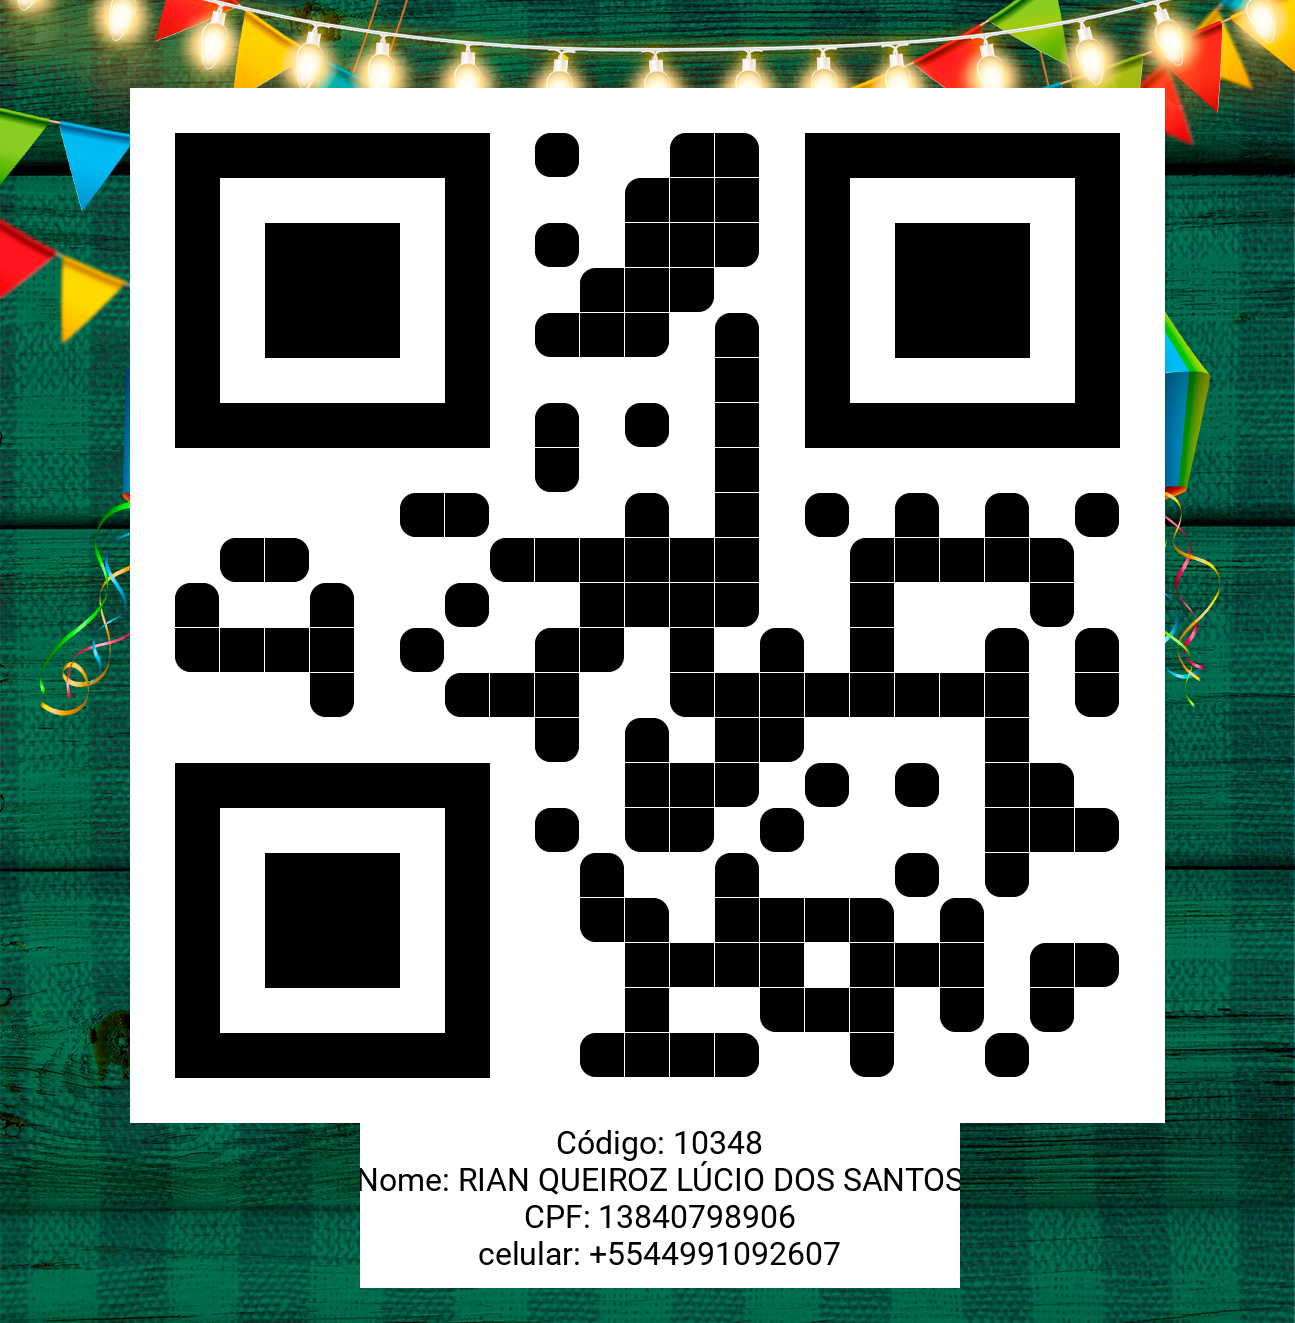 Código: 10348
Nome: RIAN QUEIROZ LÚCIO DOS SANTOS
CPF: 13840798906
celular: +5544991092607